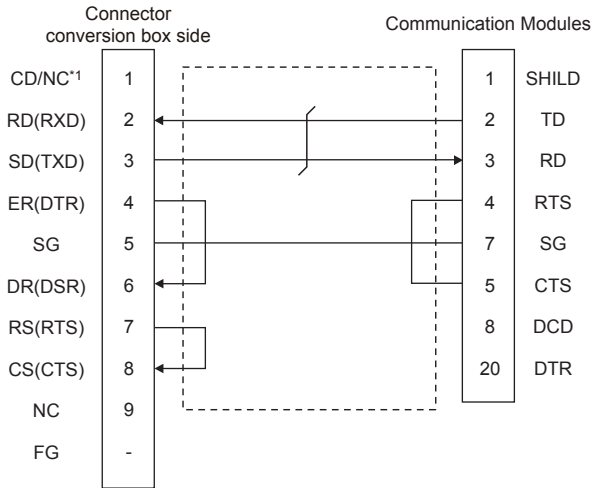 Connector
conversion box side
Communication Modules
CD/NC*1 1 1 SHILD
RD(RXD) 2 2 TD
SD(TXD) 3 3 RD
ER(DTR) 4 4 RTS
SG 5 7 SG
DR(DSR) 6 5 CTS
RS(RTS) 7 8 DCD
CS(CTS) 8 20 DTR
NC 9
FG -